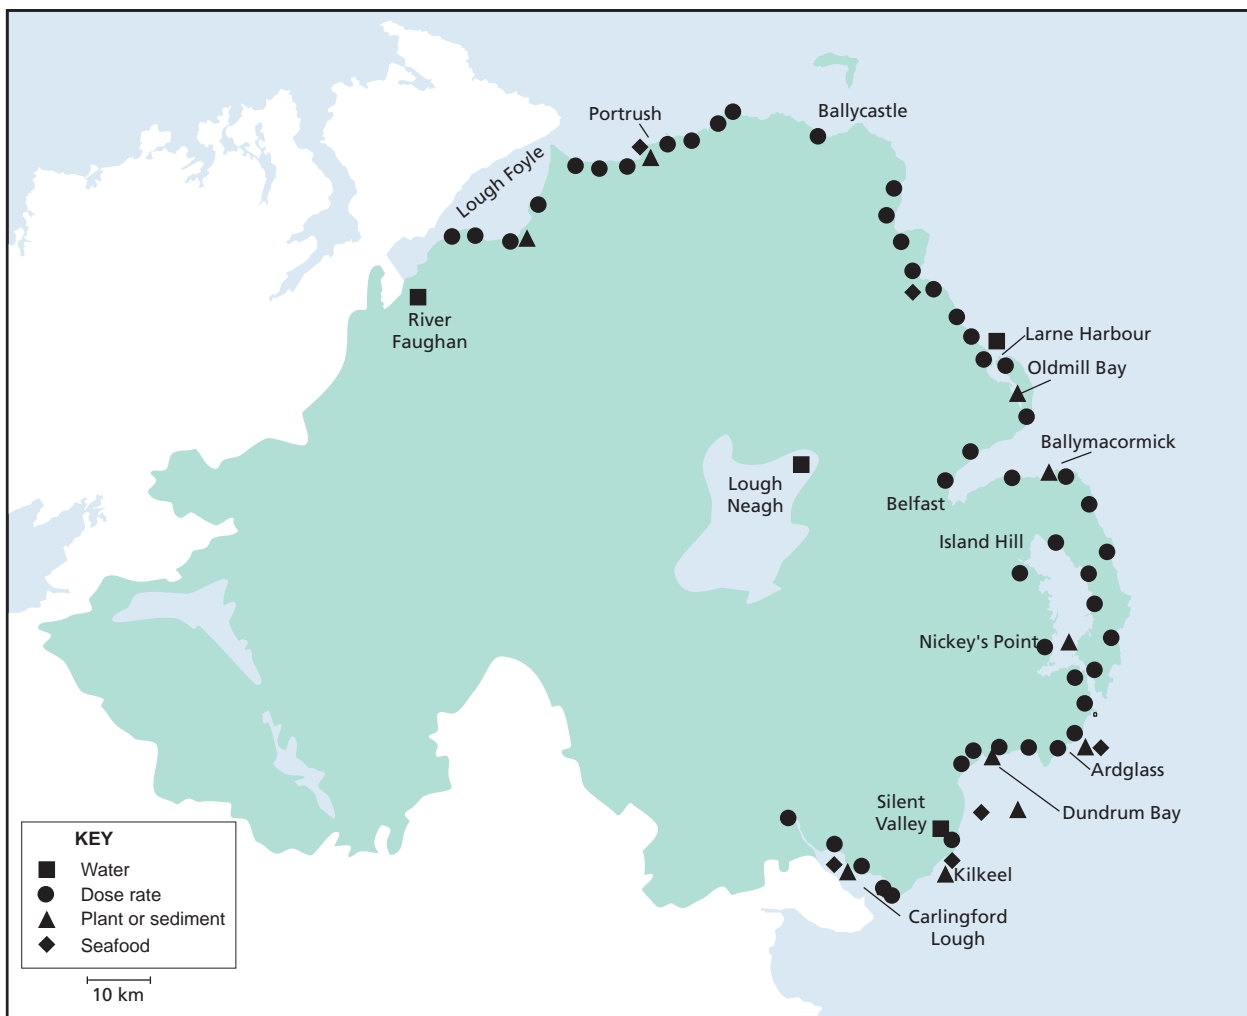 Portrush
Ballycastle
Lough Foyle
River
Faughan
Larne Harbour
Oldmill Bay
Ballymacormick
Lough
Neagh
Belfast
Island Hill
Nickey's Point
Ardglass
Silent
Valley
Dundrum Bay
Kilkeel
Carlingford
Lough
KEY
Water
Dose rate
Plant or sediment
Seafood
10 km